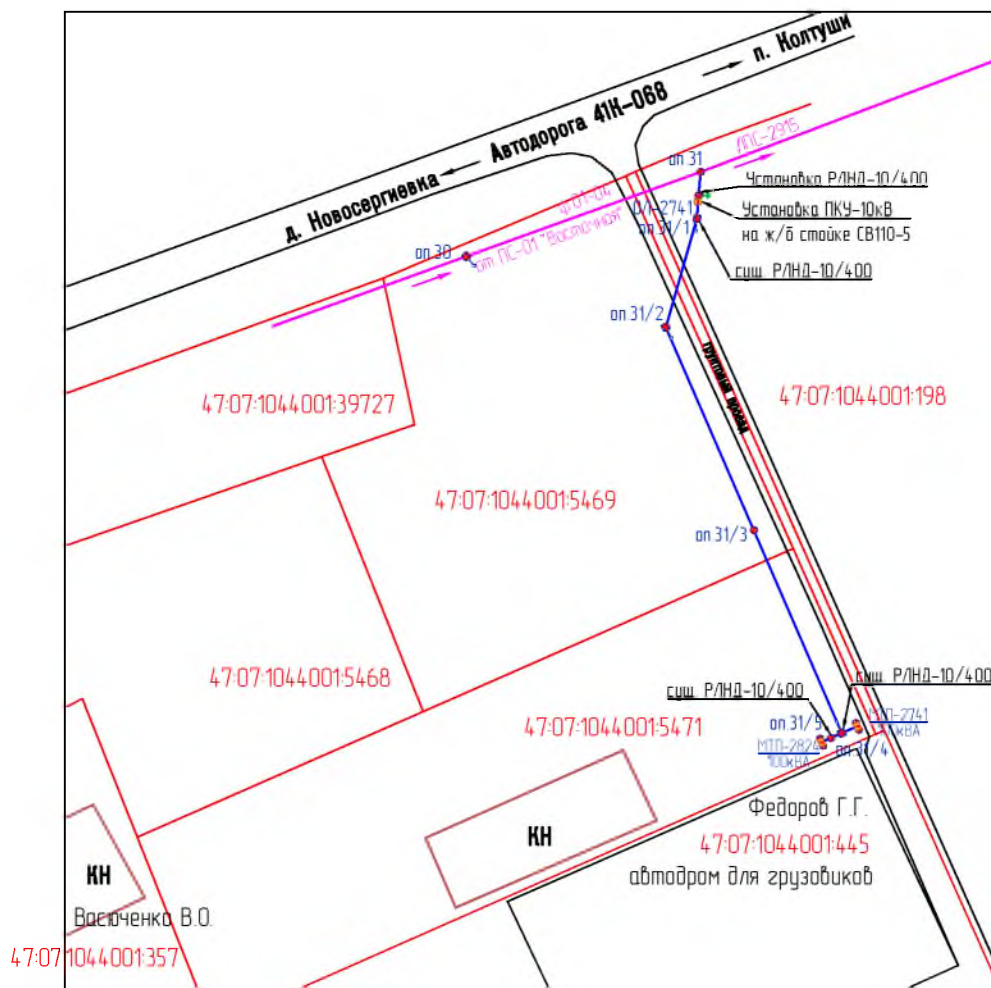 п. Колтуши
Автодорога 41К-068
д. Новосергиевка
ЛПС-2915
оп 31
Установка РЛНД-10/400
Установка ПКУ-10кВ
на ж/б стойке СВ110-5
сущ. РЛНД-10/400
ф.01-04
от ПС-01 "Восточная"
оп 30
ОЛ-2741
оп 31/1
оп 31/2
грунтовый проезд
47:07:1044001:39727
47:07:1044001:198
47:07:1044001:5469
оп 31/3
47:07:1044001:5468
сущ. РЛНД-10/400
сущ. РЛНД-10/400
47:07:1044001:5471
оп 31/5
МТП-2741
кВА
МТП-2824
100кВА
оп 31/4
Федоров Г.Г.
47:07:1044001:445
автодром для грузовиков
КН
КН
Васюченко В.О.
47:07:1044001:357